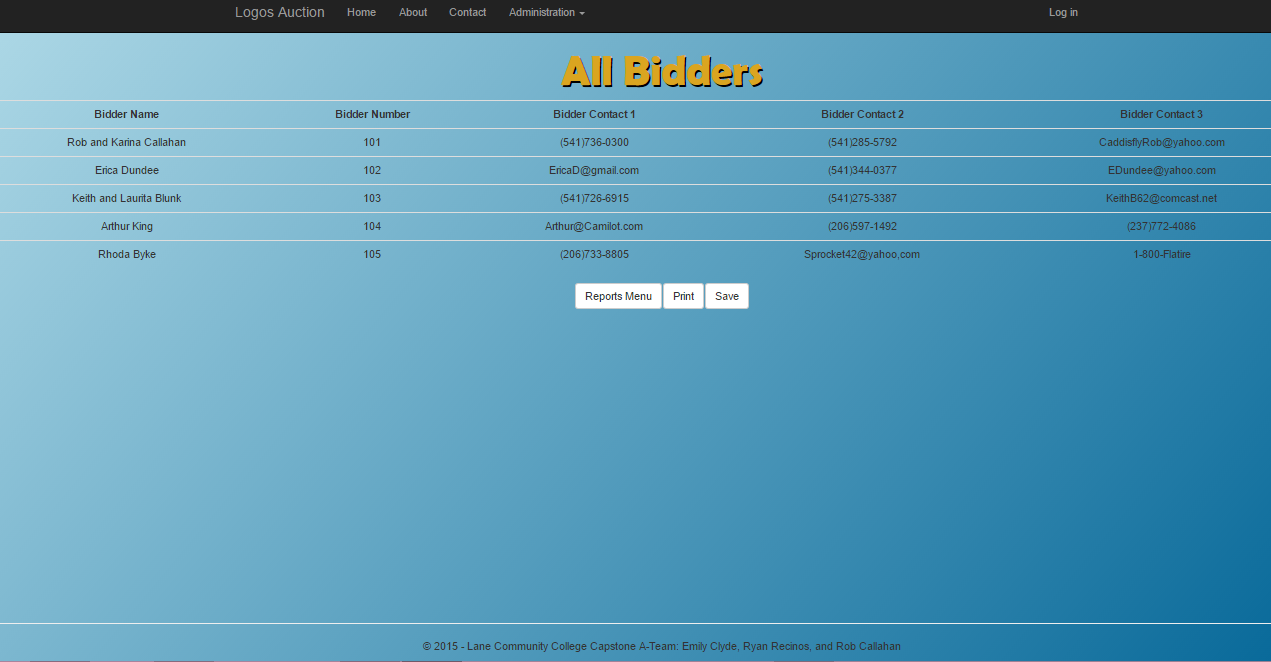 Logos Auction Home About Contact Administration Log in
All Bidders
Bidder Name Bidder Number Bidder Contact 1 Bidder Contact 2 Bidder Contact 3
Rob and Karina Callahan 101 (541)736-0300 (541)285-5792 CaddisflyRob@yahoo.com
Erica Dundee 102 EricaD@gmail.com (541)344-0377 EDundee@yahoo.com
Keith and Laurita Blunk 103 (541)726-6915 (541)275-3387 KeithB62@comcast.net
Arthur King 104 Arthur@Camilot.com (206)597-1492 (237)772-4086
Rhoda Byke 105 (206)733-8805 Sprocket42@yahoo,com 1-800-Flatire
Reports Menu Print Save
© 2015 - Lane Community College Capstone A-Team: Emily Clyde, Ryan Recinos, and Rob Callahan